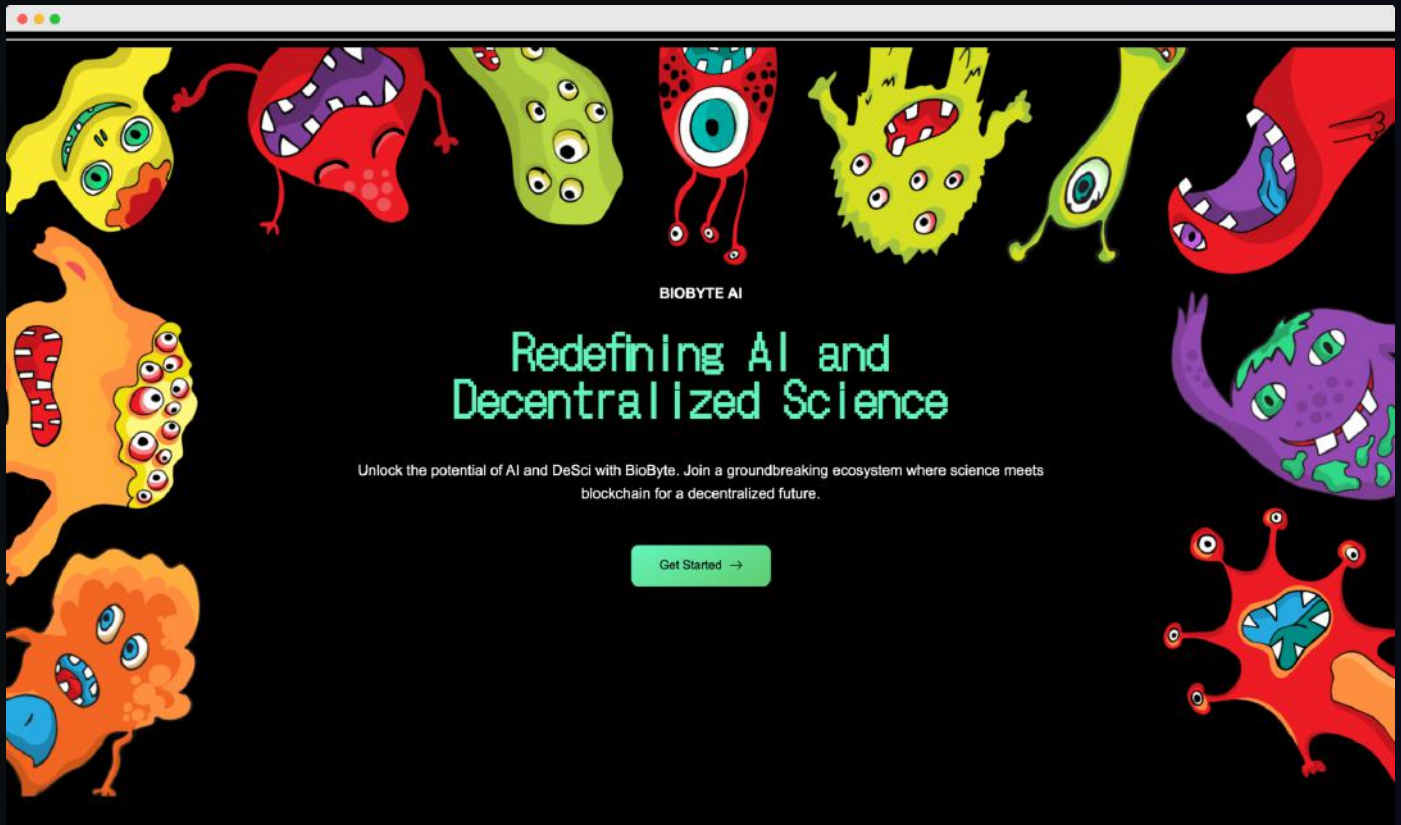 BIOBYTE AI
Redefining AI and
Decentralized Science
Unlock the potential of AI and DeSci with BioByte. Join a groundbreaking ecosystem where science meets
blockchain for a decentralized future.
Get Started →